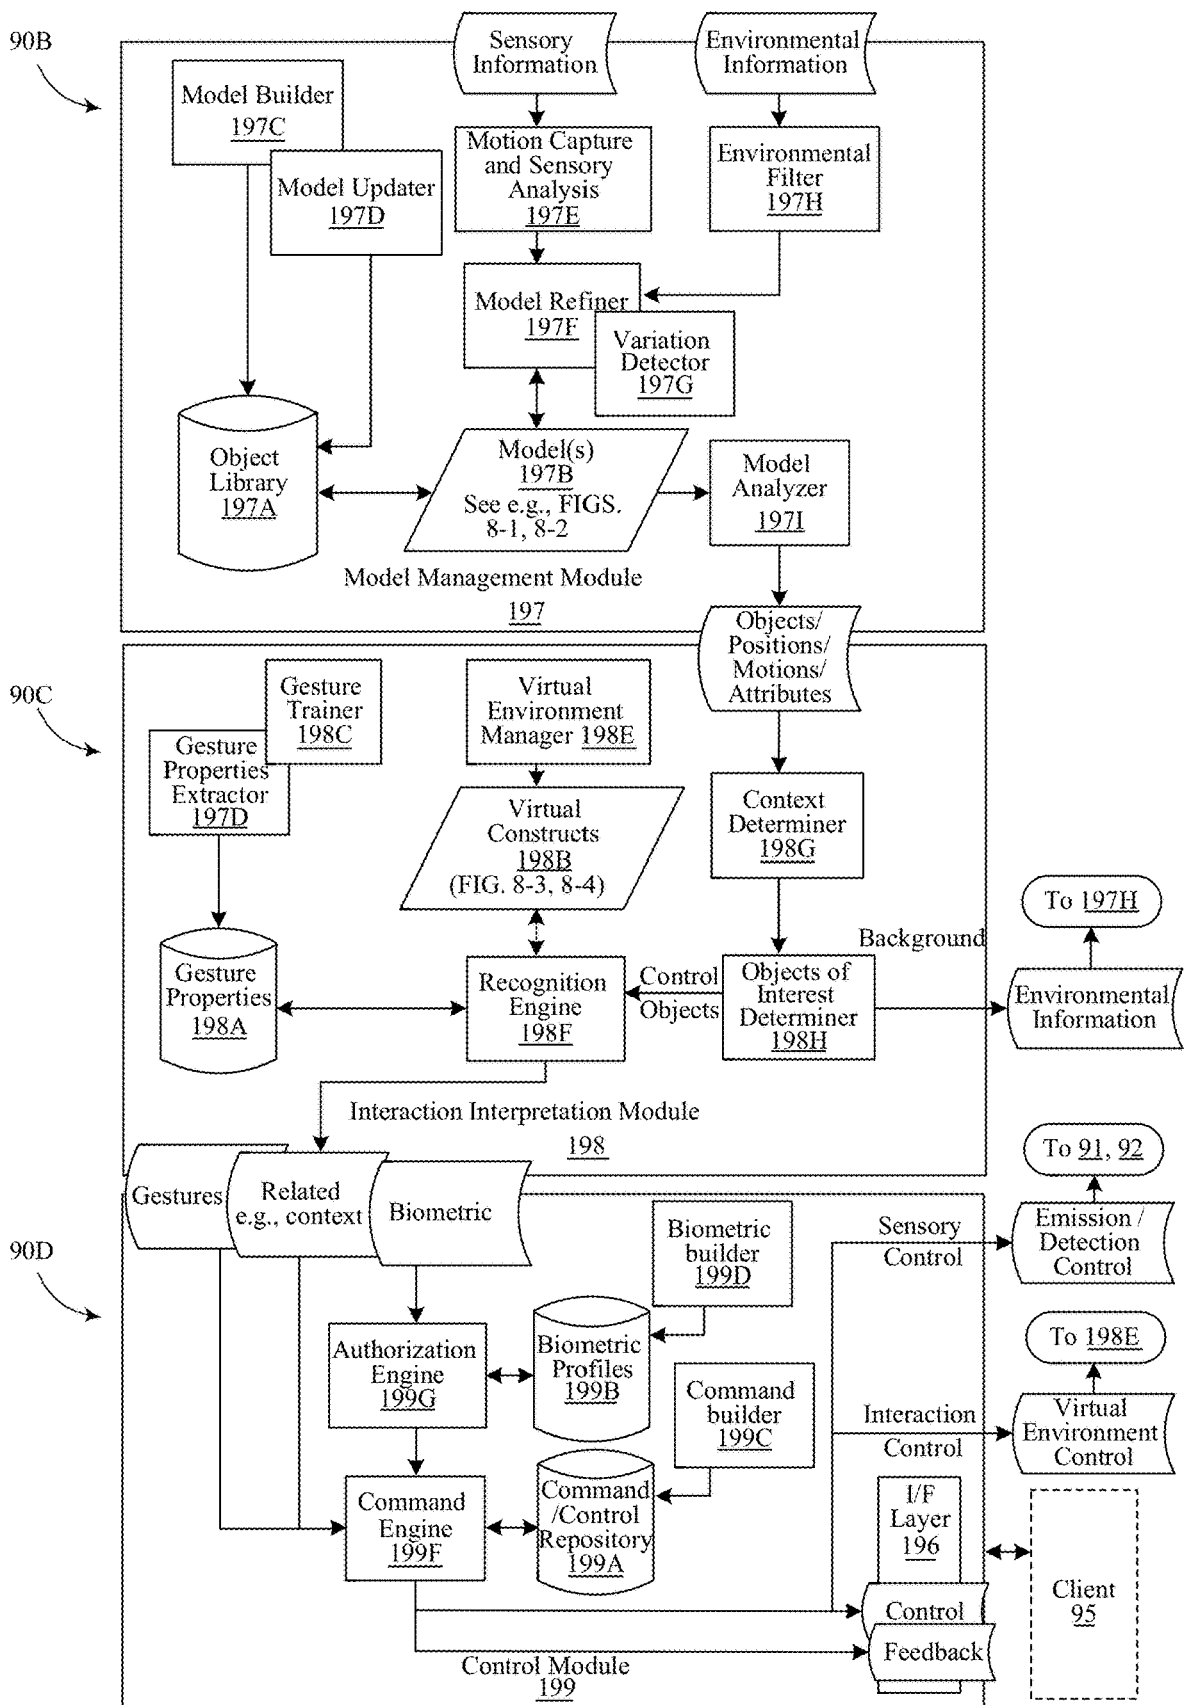 90B
Sensory
Information
Environmental
Information
Model Builder
197C
Model Updater
197D
Motion Capture
and Sensory
Analysis
197E
Environmental
Filter
197H
Model Refiner
197F
Variation
Detector
197G
Object
Library
197A
Model(s)
197B
See e.g., FIGS.
8-1, 8-2
Model
Analyzer
197I
Model Management Module
197
Objects/
Positions/
Motions/
Attributes
90C
Gesture
Trainer
198C
Gesture
Properties
Extractor
197D
Virtual
Environment
Manager 198E
Virtual
Constructs
198B
(FIG. 8-3, 8-4)
Context
Determiner
198G
To 197H
Background
Gesture
Properties
198A
Recognition
Engine
198F
Control
Objects
Objects of
Interest
Determiner
198H
Environmental
Information
Interaction Interpretation Module
198
Gestures
Related
e.g., context
Biometric
To 91, 92
90D
Biometric
builder
199D
Sensory
Control
Emission /
Detection
Control
Authorization
Engine
199G
Biometric
Profiles
199B
Command
builder
199C
To 198E
Interaction
Control
Virtual
Environment
Control
Command
Engine
199F
Command
/Control
Repository
199A
I/F
Layer
196
Client
95
Control
Feedback
Control Module
199